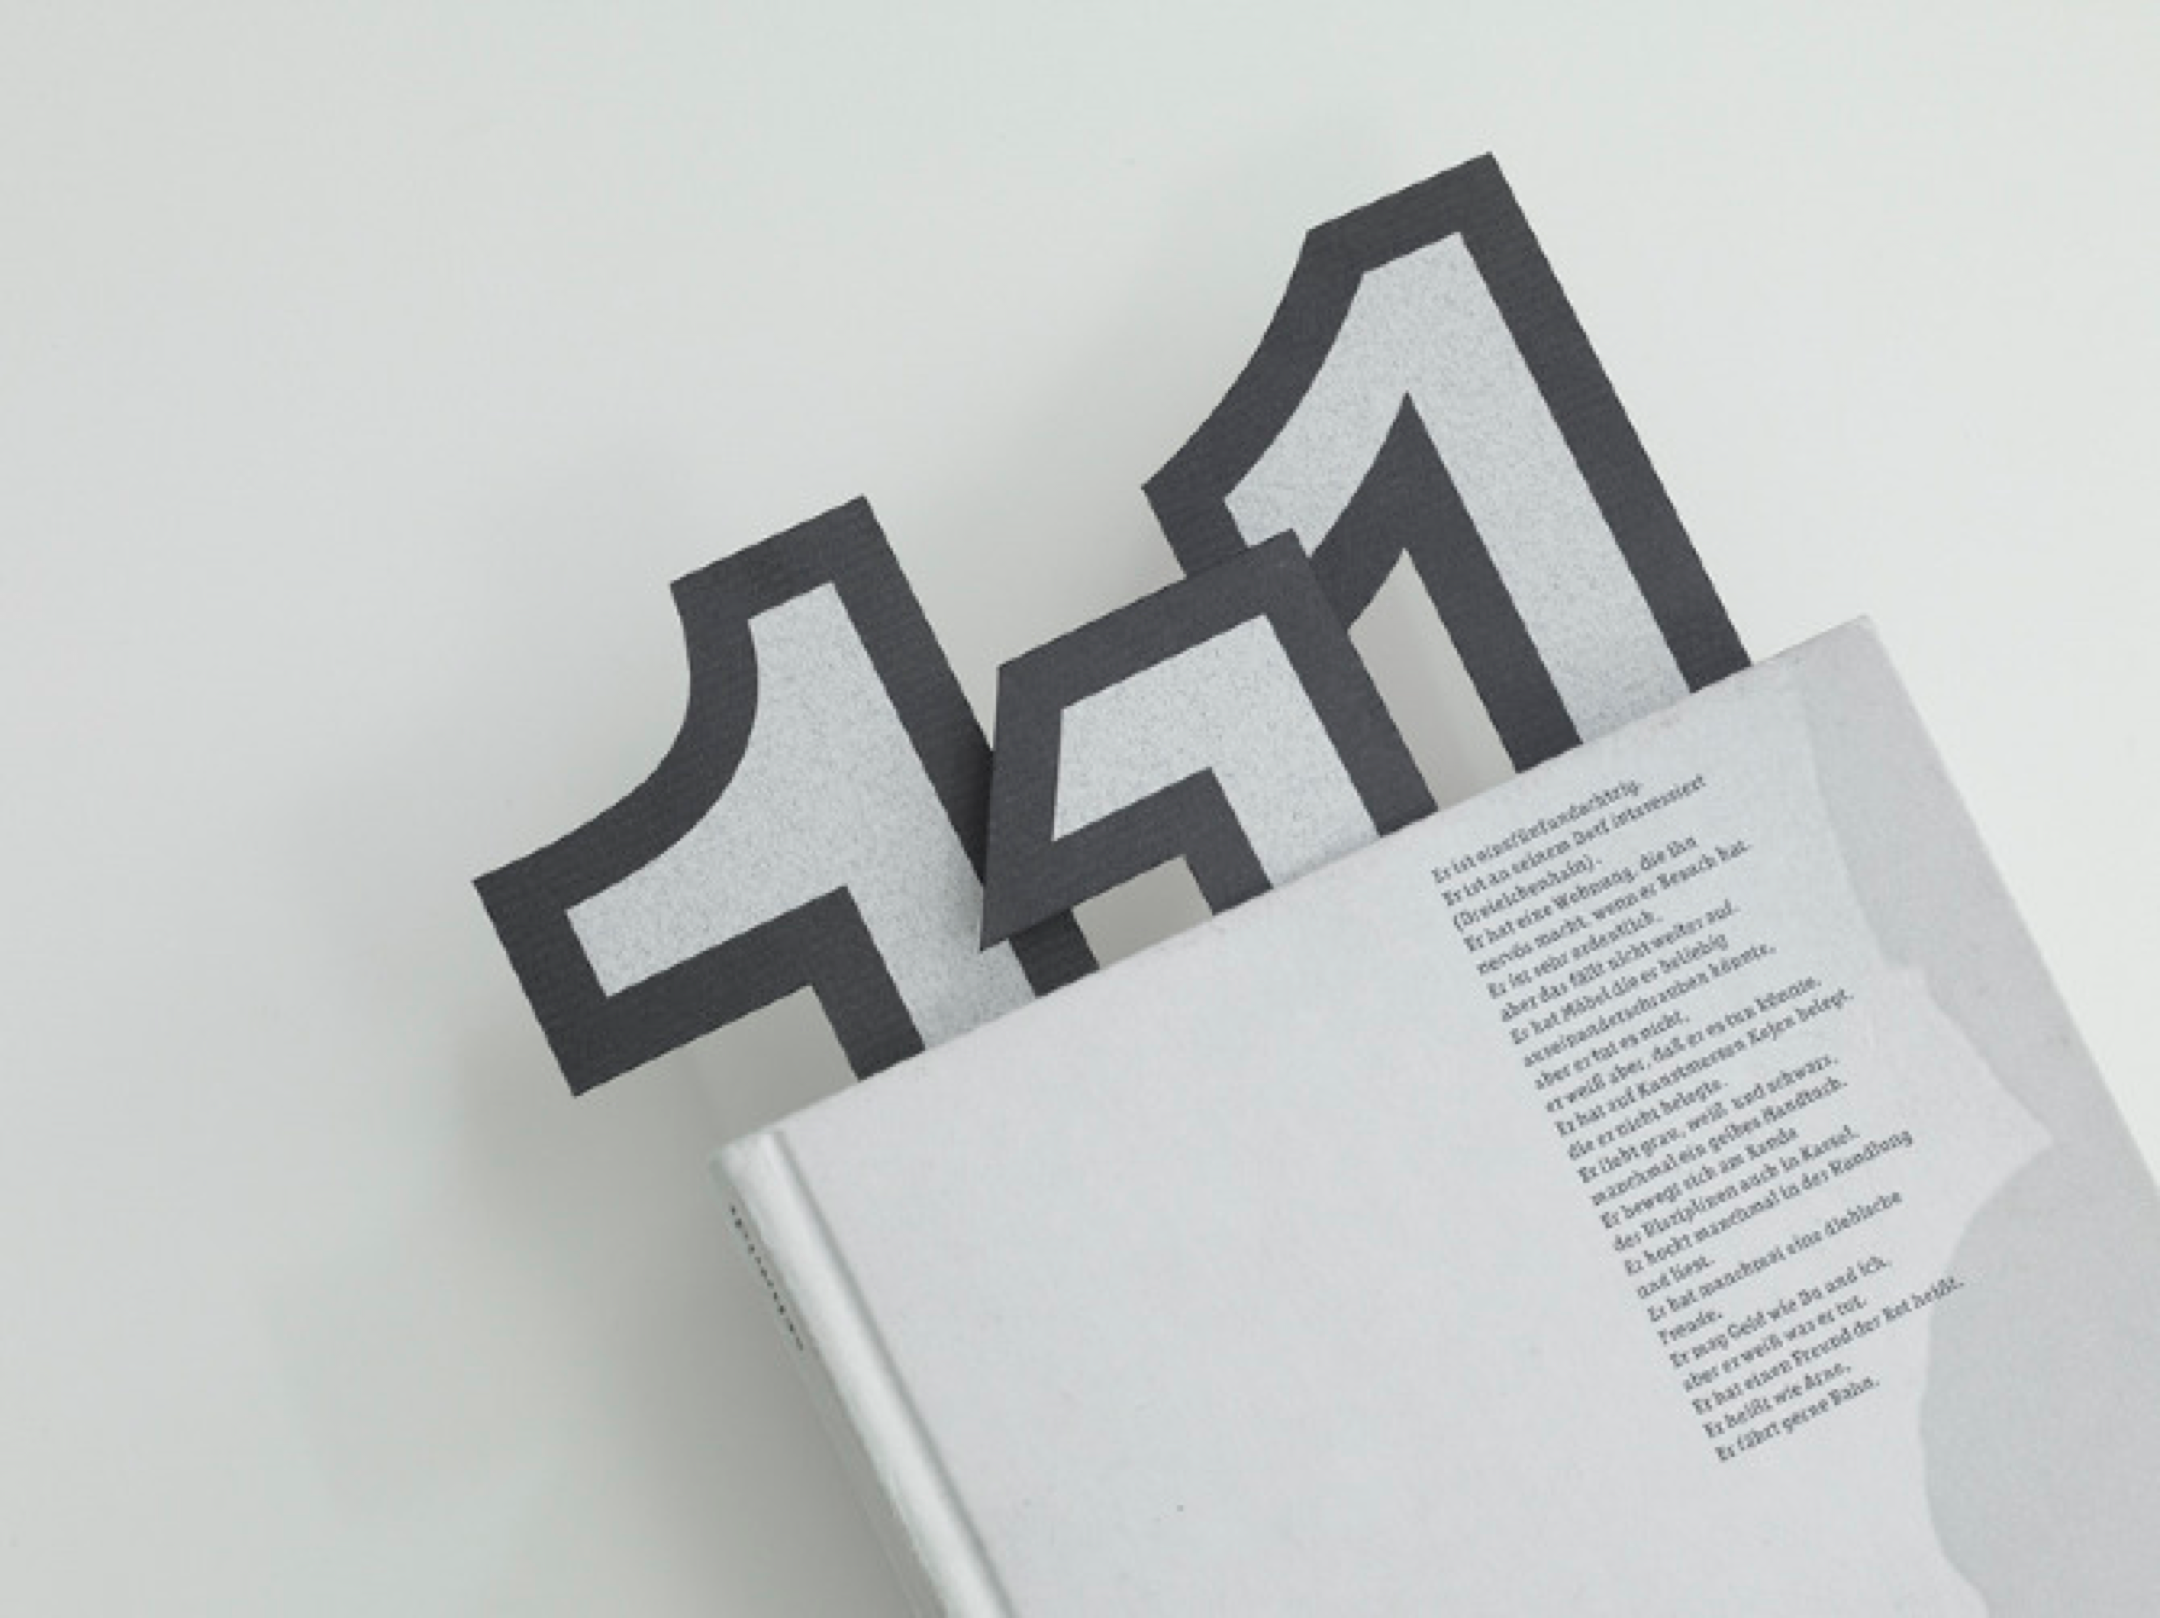 1
1
1
Er ist einsfünfundachtzig.
Er ist an seinem Dorf interessiert
(Dreieichenhain).
Er hat eine Wohnung, die ihn
nervös macht, wenn er Besuch hat.
Er ist sehr ordentlich,
aber das fällt nicht weiter auf.
Er hat Möbel die er beliebig
auseinanderschrauben könnte,
aber er tut es nicht,
er weiß aber, daß er es tun könnte.
Er hat auf Kunstmessen Kojen belegt,
die er nicht belegte.
Er liebt grau, weiß und schwarz,
manchmal ein gelbes Handtuch.
Er bewegt sich am Rande
der Disziplinen auch in Kassel.
Er hockt manchmal in der Handlung
und liest.
Er hat manchmal eine diebische
Freude.
Er mag Geld wie Du und ich,
aber er weiß was er tut.
Er hat einen Freund der Rot heißt.
Er heißt wie Arne,
Er fährt gerne Bahn.